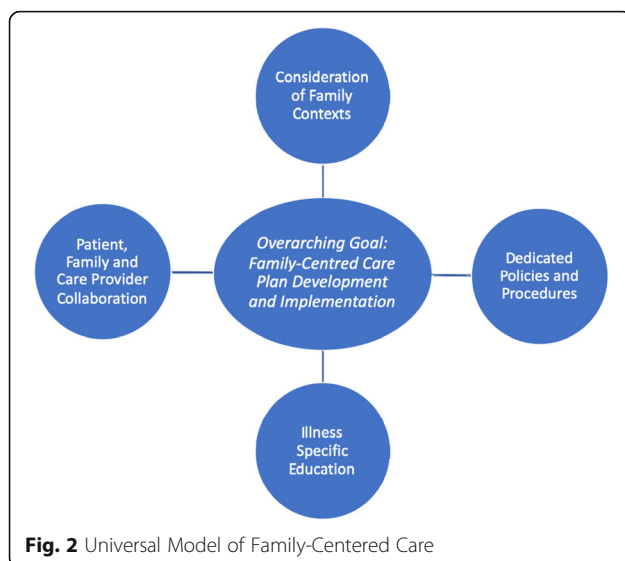 Consideration
of Family
Contexts
Patient,
Family and
Care Provider
Collaboration
Overarching Goal:
Family-Centred Care
Plan Development
and Implementation
Dedicated
Policies and
Procedures
Illness
Specific
Education
Fig. 2 Universal Model of Family-Centered Care